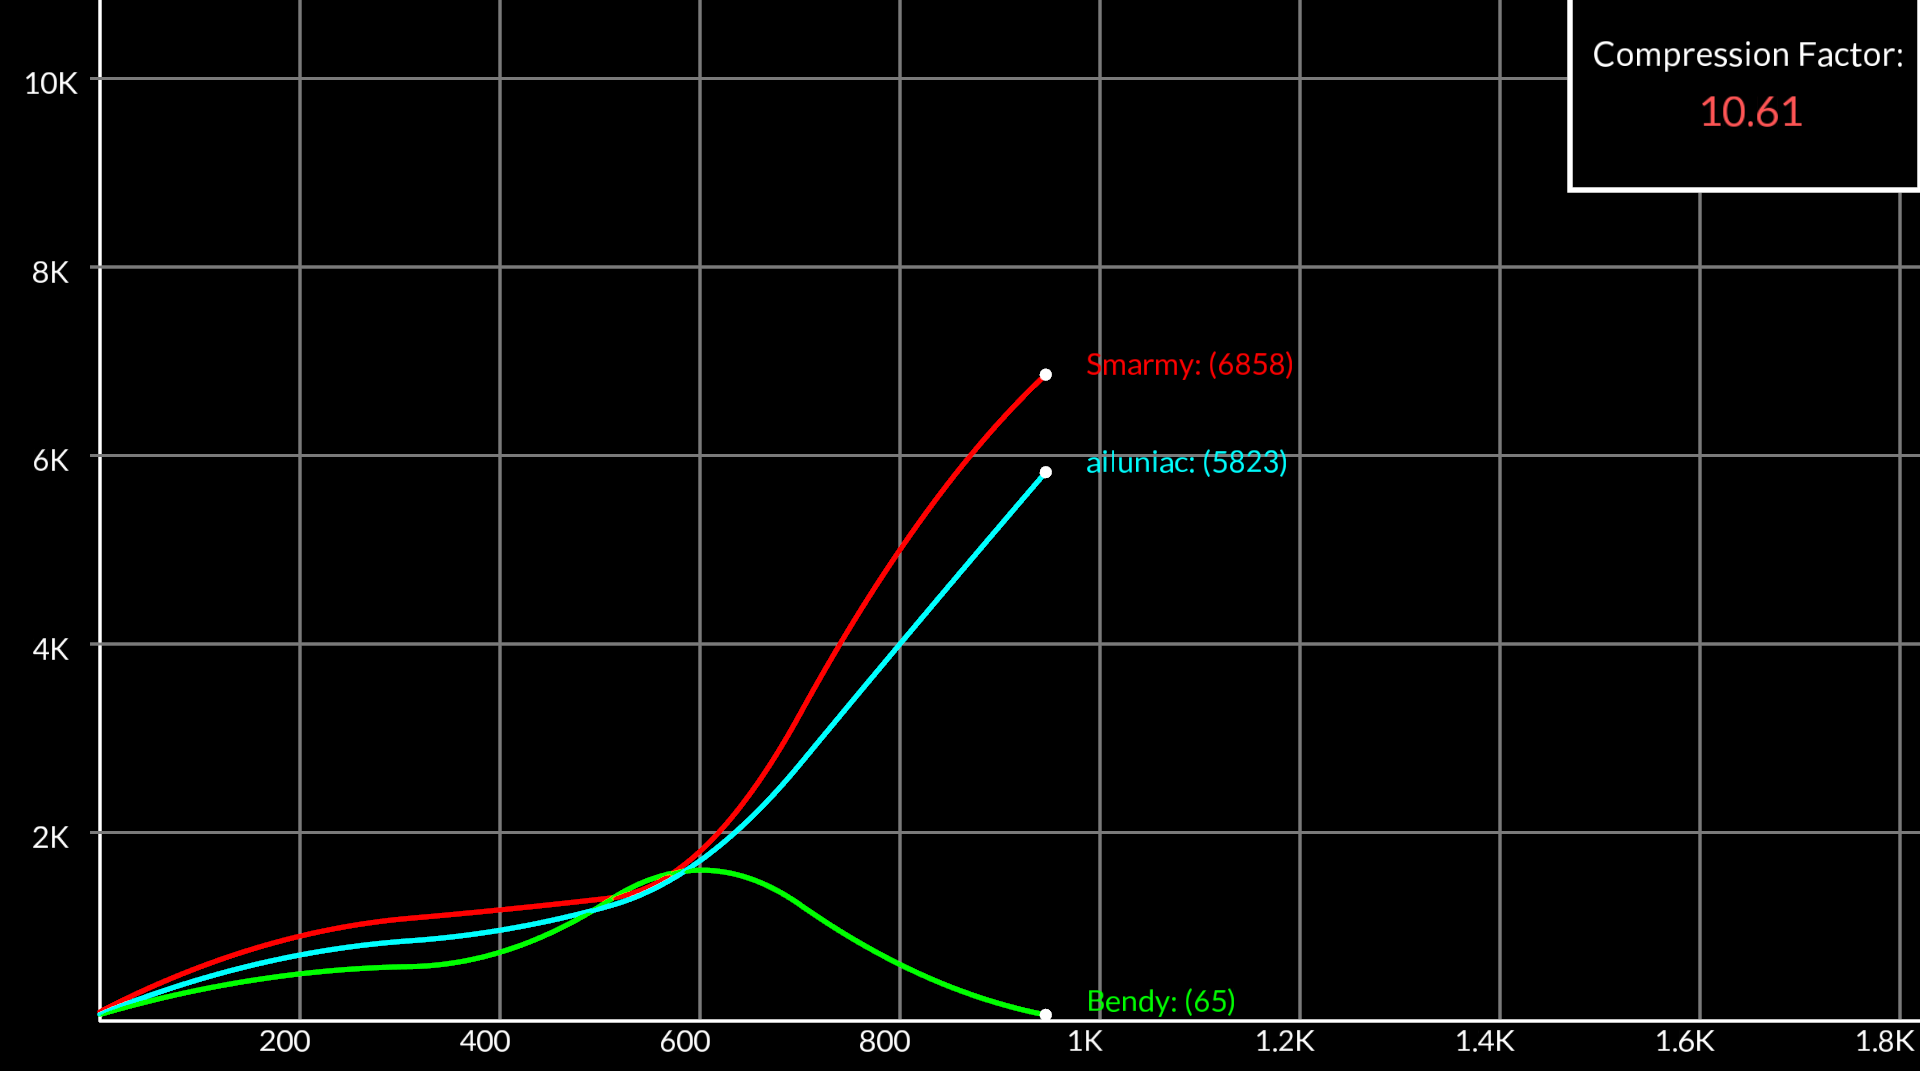 Compression Factor:
10.61
10K
8K
6K
4K
2K
Smarmy: (6858)
ailuniac: (5823)
Bendy: (65)
200
400
600
800
1K
1.2K
1.4K
1.6K
1.8K